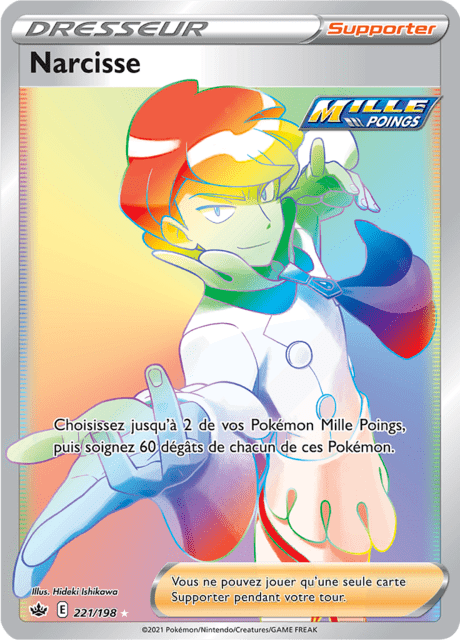 DRESSEUR
Supporter
Narcisse
MILLE
POINGS
Choisissez jusqu'à 2 de vos Pokémon Mille Poings,
puis soignez 60 dégâts de chacun de ces Pokémon.
Illus. Hideki Ishikawa
Vous ne pouvez jouer qu'une seule carte
Supporter pendant votre tour.
E 221/198
©2021 Pokémon/Nintendo/Creatures/GAME FREAK